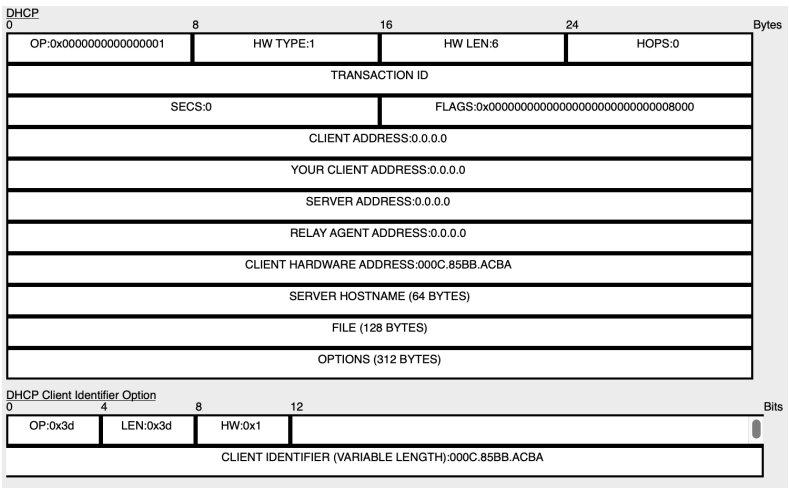 DHCP
0 8 16 24 Bytes
OP:0x0000000000000001 HW TYPE:1 HW LEN:6 HOPS:0
TRANSACTION ID
SECS:0 FLAGS:0x00000000000000000000000000008000
CLIENT ADDRESS:0.0.0.0
YOUR CLIENT ADDRESS:0.0.0.0
SERVER ADDRESS:0.0.0.0
RELAY AGENT ADDRESS:0.0.0.0
CLIENT HARDWARE ADDRESS:000C.85BB.ACBA
SERVER HOSTNAME (64 BYTES)
FILE (128 BYTES)
OPTIONS (312 BYTES)
DHCP Client Identifier Option
0 4 8 12 Bits
OP:0x3d LEN:0x3d HW:0x1
CLIENT IDENTIFIER (VARIABLE LENGTH):000C.85BB.ACBA